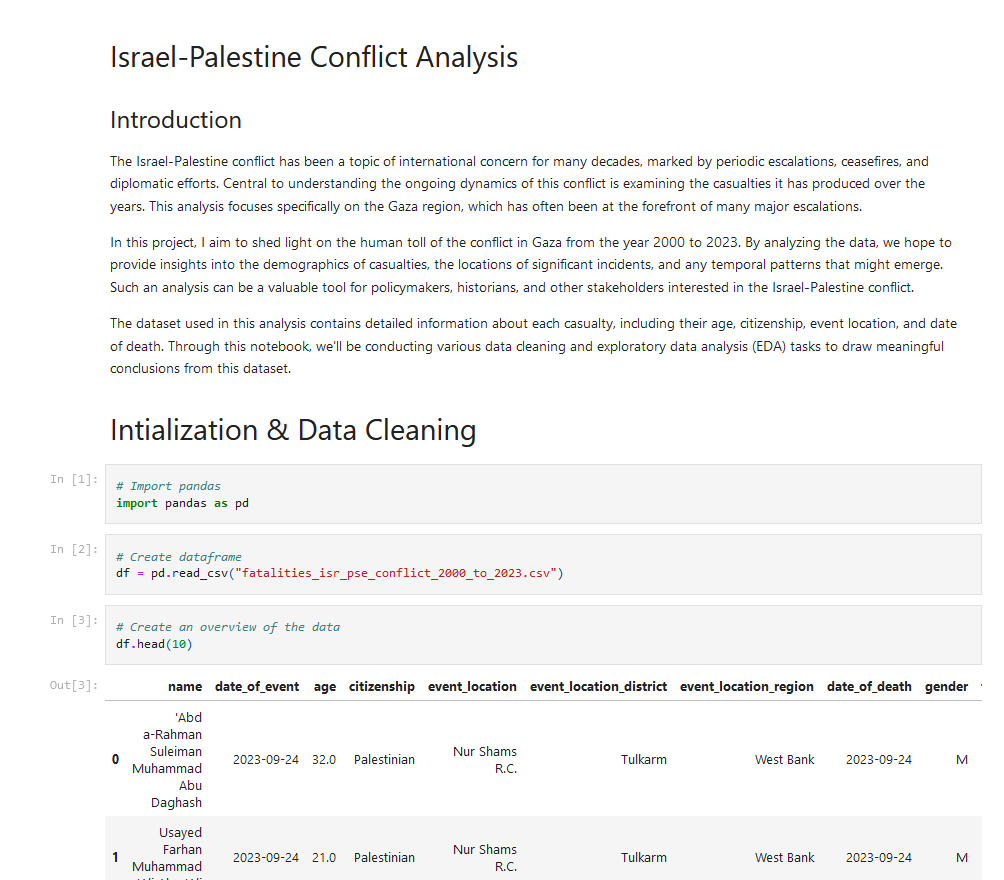 Israel-Palestine Conflict Analysis
Introduction
The Israel-Palestine conflict has been a topic of international concern for many decades, marked by periodic escalations, ceasefires, and
diplomatic efforts. Central to understanding the ongoing dynamics of this conflict is examining the casualties it has produced over the
years. This analysis focuses specifically on the Gaza region, which has often been at the forefront of many major escalations.
In this project, I aim to shed light on the human toll of the conflict in Gaza from the year 2000 to 2023. By analyzing the data, we hope to
provide insights into the demographics of casualties, the locations of significant incidents, and any temporal patterns that might emerge.
Such an analysis can be a valuable tool for policymakers, historians, and other stakeholders interested in the Israel-Palestine conflict.
The dataset used in this analysis contains detailed information about each casualty, including their age, citizenship, event location, and date
of death. Through this notebook, we'll be conducting various data cleaning and exploratory data analysis (EDA) tasks to draw meaningful
conclusions from this dataset.
Intialization & Data Cleaning
In [1]:
# Import pandas
import pandas as pd
In [2]:
# Create dataframe
df = pd.read_csv("fatalities_isr_pse_conflict_2000_to_2023.csv")
In [3]:
# Create an overview of the data
df.head(10)
Out[3]:
name date_of_event age citizenship event_location event_location_district event_location_region date_of_death gender
'Abd
a-Rahman
Suleiman
Muhammad
Abu
Daghash
0 2023-09-24 32.0 Palestinian Nur Shams R.C. Tulkarm West Bank 2023-09-24 M
Usayed
Farhan
Muhammad
1 2023-09-24 21.0 Palestinian Nur Shams R.C. Tulkarm West Bank 2023-09-24 M